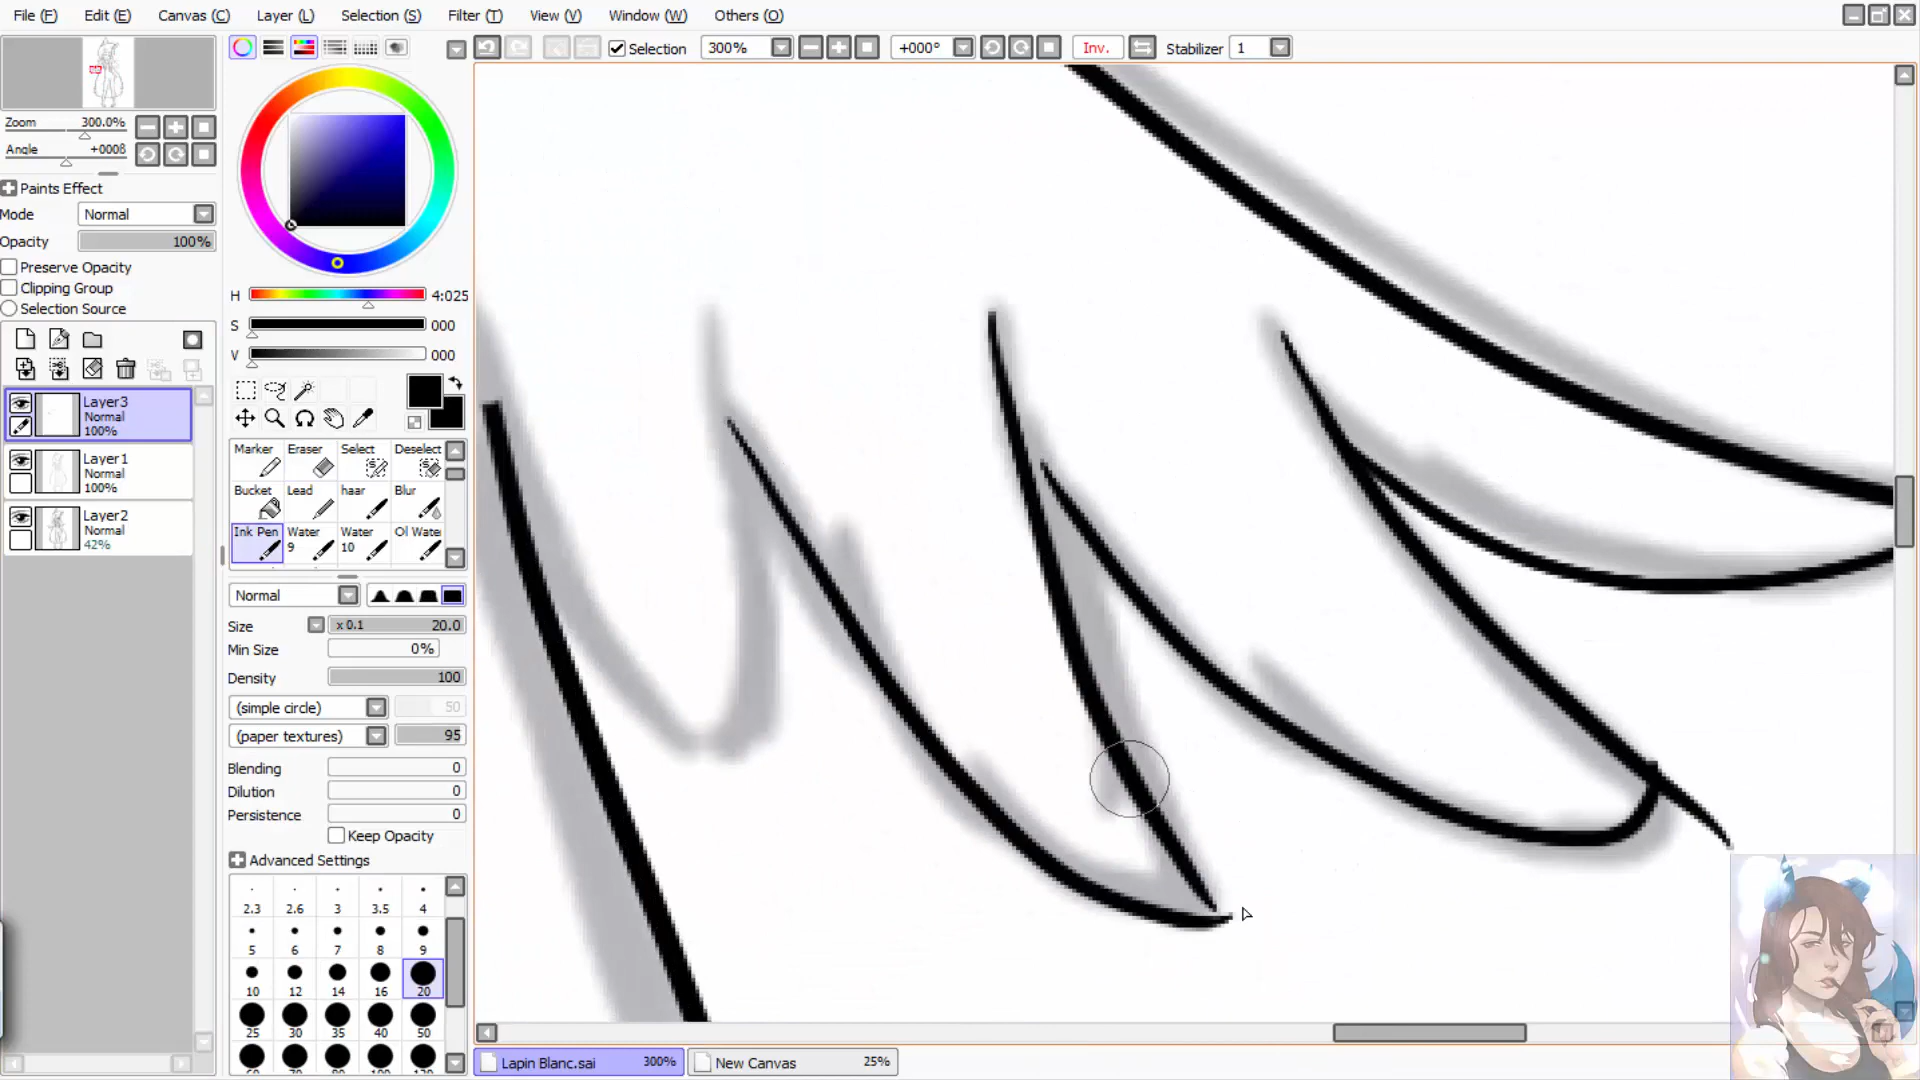 File (F) Edit (E) Canvas (C) Layer (L) Selection (S) Filter (T) View (V) Window (W) Others (O)
Selection 300% +000° Inv. Stabilizer 1
Zoom 300.0%
Angle +000ß
Paints Effect
Mode Normal
Opacity 100%
Preserve Opacity
Clipping Group
Selection Source
Layer3
Normal
100%
Layer1
Normal
100%
Layer2
Normal
42%
H 4:025
S 000
V 000
Marker Eraser Select Deselect
Bucket Lead haar Blur
Ink Pen Water 9 Water 10 Ol Wate
Normal
Size x 0.1 20.0
Min Size 0%
Density 100
(simple circle) 50
(paper textures) 95
Blending 0
Dilution 0
Persistence 0
Keep Opacity
Advanced Settings
2.3 2.6 3 3.5 4
5 6 7 8 9
10 12 14 16 20
25 30 35 40 50
Lapin Blanc.sai 300% New Canvas 25%